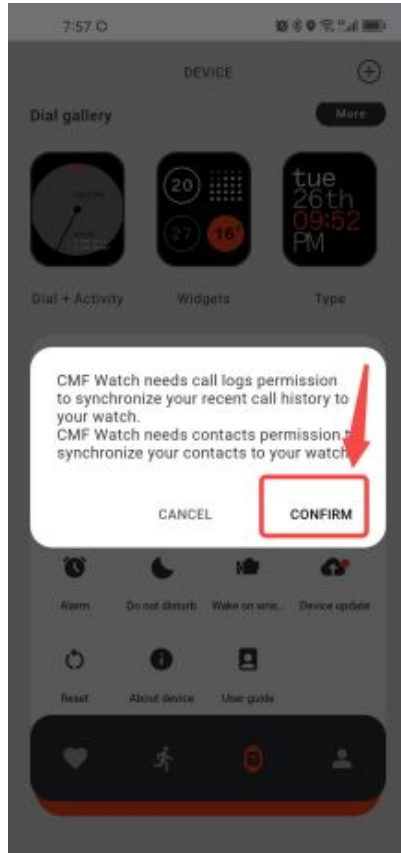 7:57
DEVICE
Dial gallery
More
20
27
16°
tue
26th
09:52
PM
Dial + Activity
Widgets
Type
CMF Watch needs call logs permission
to synchronize your recent call history to
your watch.
CMF Watch needs contacts permission t
synchronize your contacts to your watch
CANCEL
CONFIRM
Alarm
Do not disturb
Wake on wris...
Device update
Reset
About device
User guide